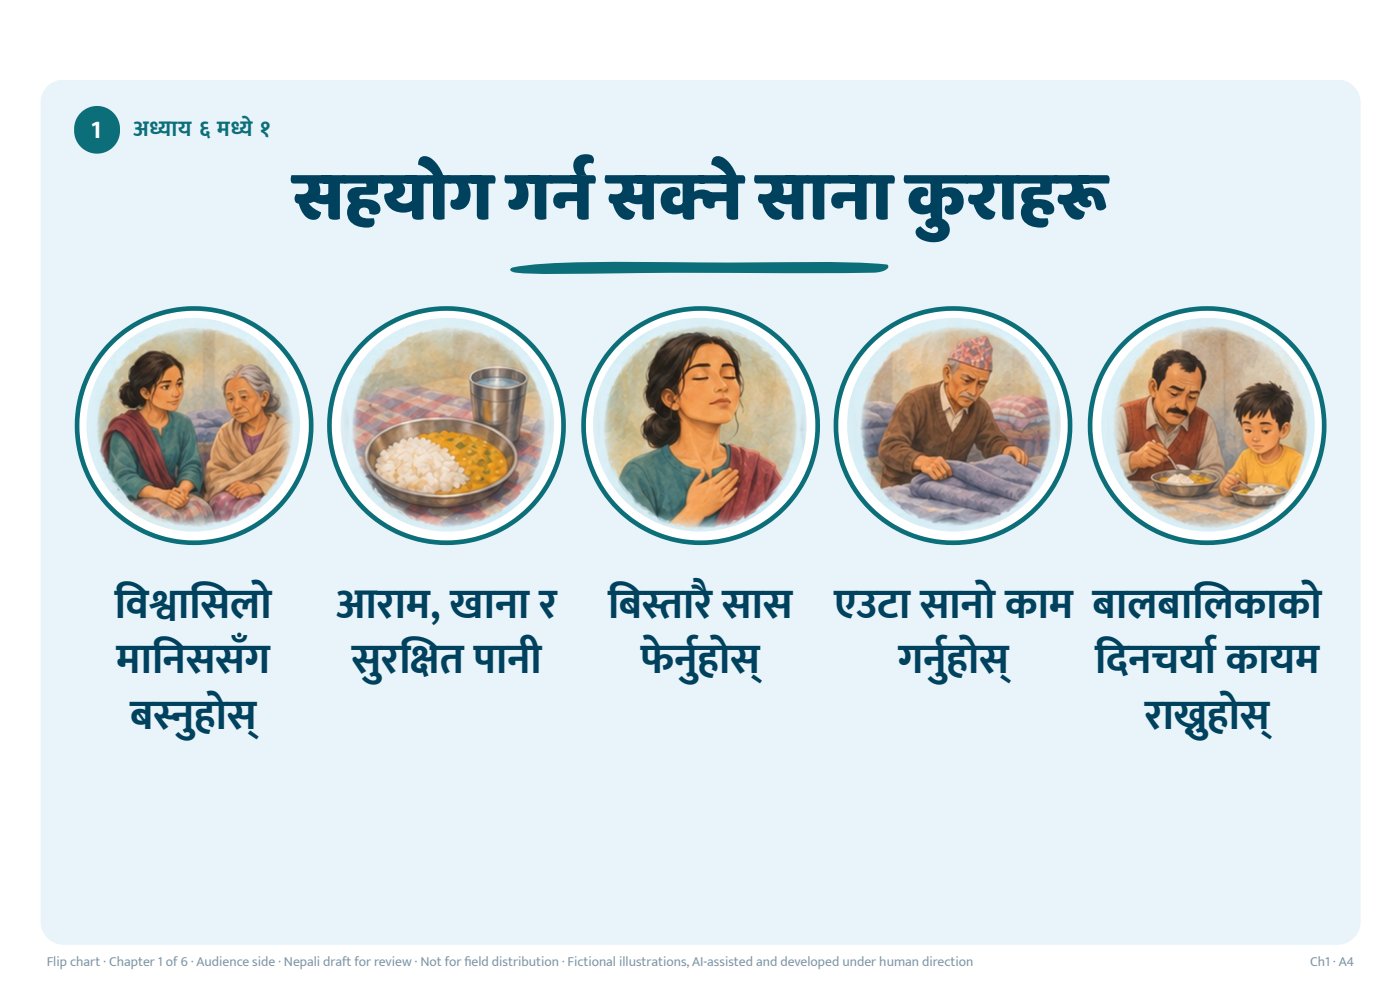 1
अध्याय ६ मध्ये १
सहयोग गर्न सक्ने साना कुराहरू
विश्वासिलो
मानिससँग
बस्नुहोस्
आराम, खाना र
सुरक्षित पानी
बिस्तारै सास
फेर्नुहोस्
एउटा सानो काम
गर्नुहोस्
बालबालिकाको
दिनचर्या कायम
राख्नुहोस्
Flip chart · Chapter 1 of 6 · Audience side · Nepali draft for review · Not for field distribution · Fictional illustrations, AI-assisted and developed under human direction
Ch1 · A4